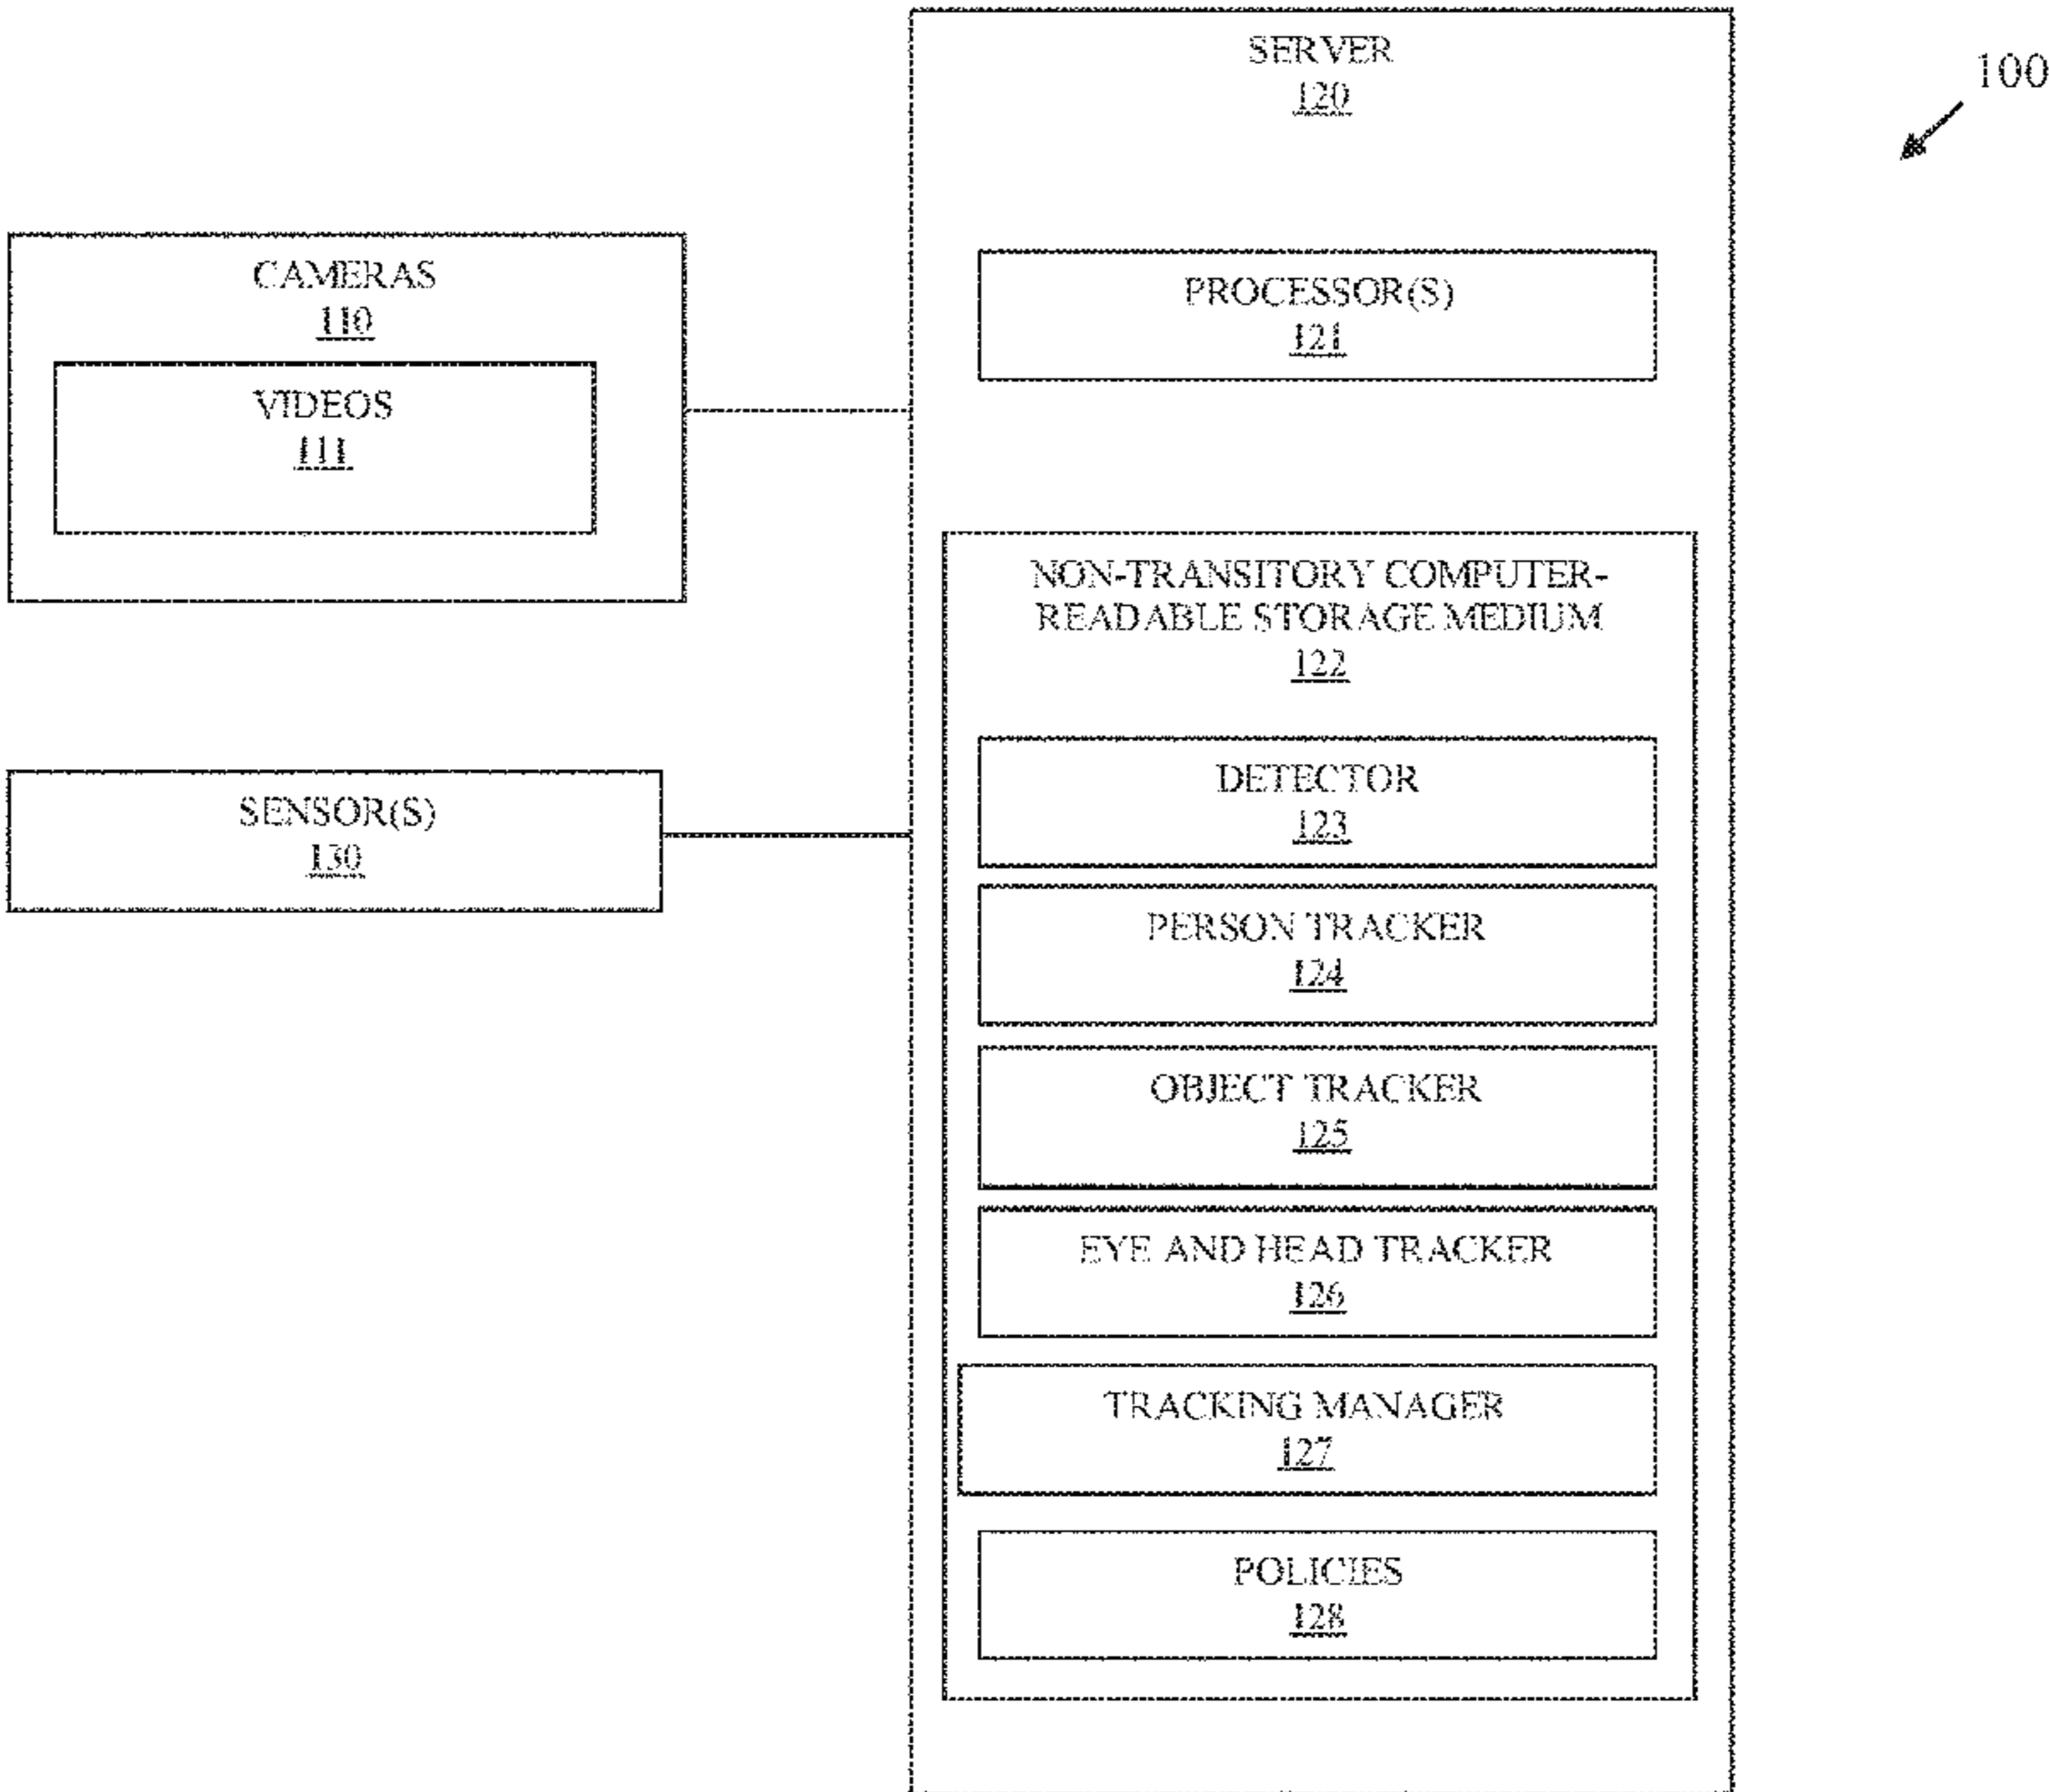 100
SERVER
120
CAMERAS
110
VIDEOS
111
SENSOR(S)
130
PROCESSOR(S)
121
NON-TRANSITORY COMPUTER-
READABLE STORAGE MEDIUM
122
DETECTOR
123
PERSON TRACKER
124
OBJECT TRACKER
125
EYE AND HEAD TRACKER
126
TRACKING MANAGER
127
POLICIES
128